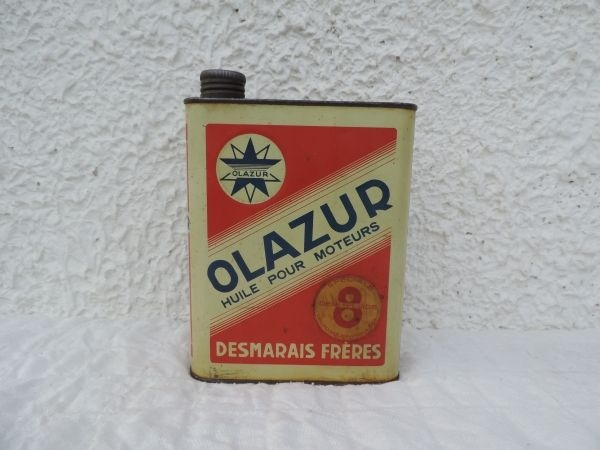 OLAZUR
OLAZUR
HUILE POUR MOTEURS
8
DESMARAIS FRÈRES